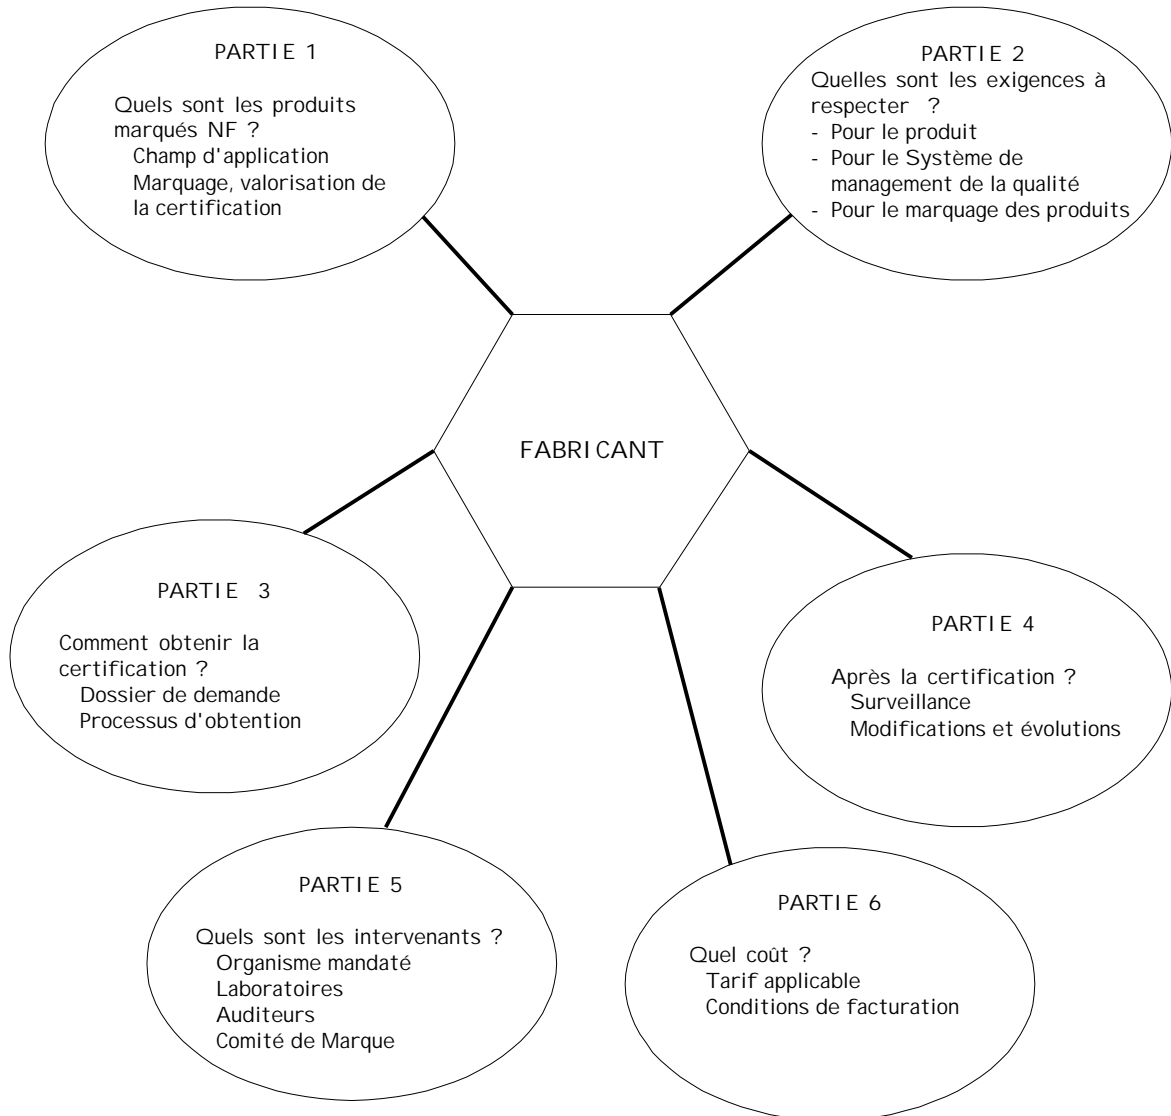 PARTIE 1
Quels sont les produits
marqués NF ?
Champ d'application
Marquage, valorisation de
la certification
PARTIE 2
Quelles sont les exigences à
respecter ?
- Pour le produit
- Pour le Système de
management de la qualité
- Pour le marquage des produits
FABRICANT
PARTIE 3
Comment obtenir la
certification ?
Dossier de demande
Processus d'obtention
PARTIE 4
Après la certification ?
Surveillance
Modifications et évolutions
PARTIE 5
Quels sont les intervenants ?
Organisme mandaté
Laboratoires
Auditeurs
Comité de Marque
PARTIE 6
Quel coût ?
Tarif applicable
Conditions de facturation